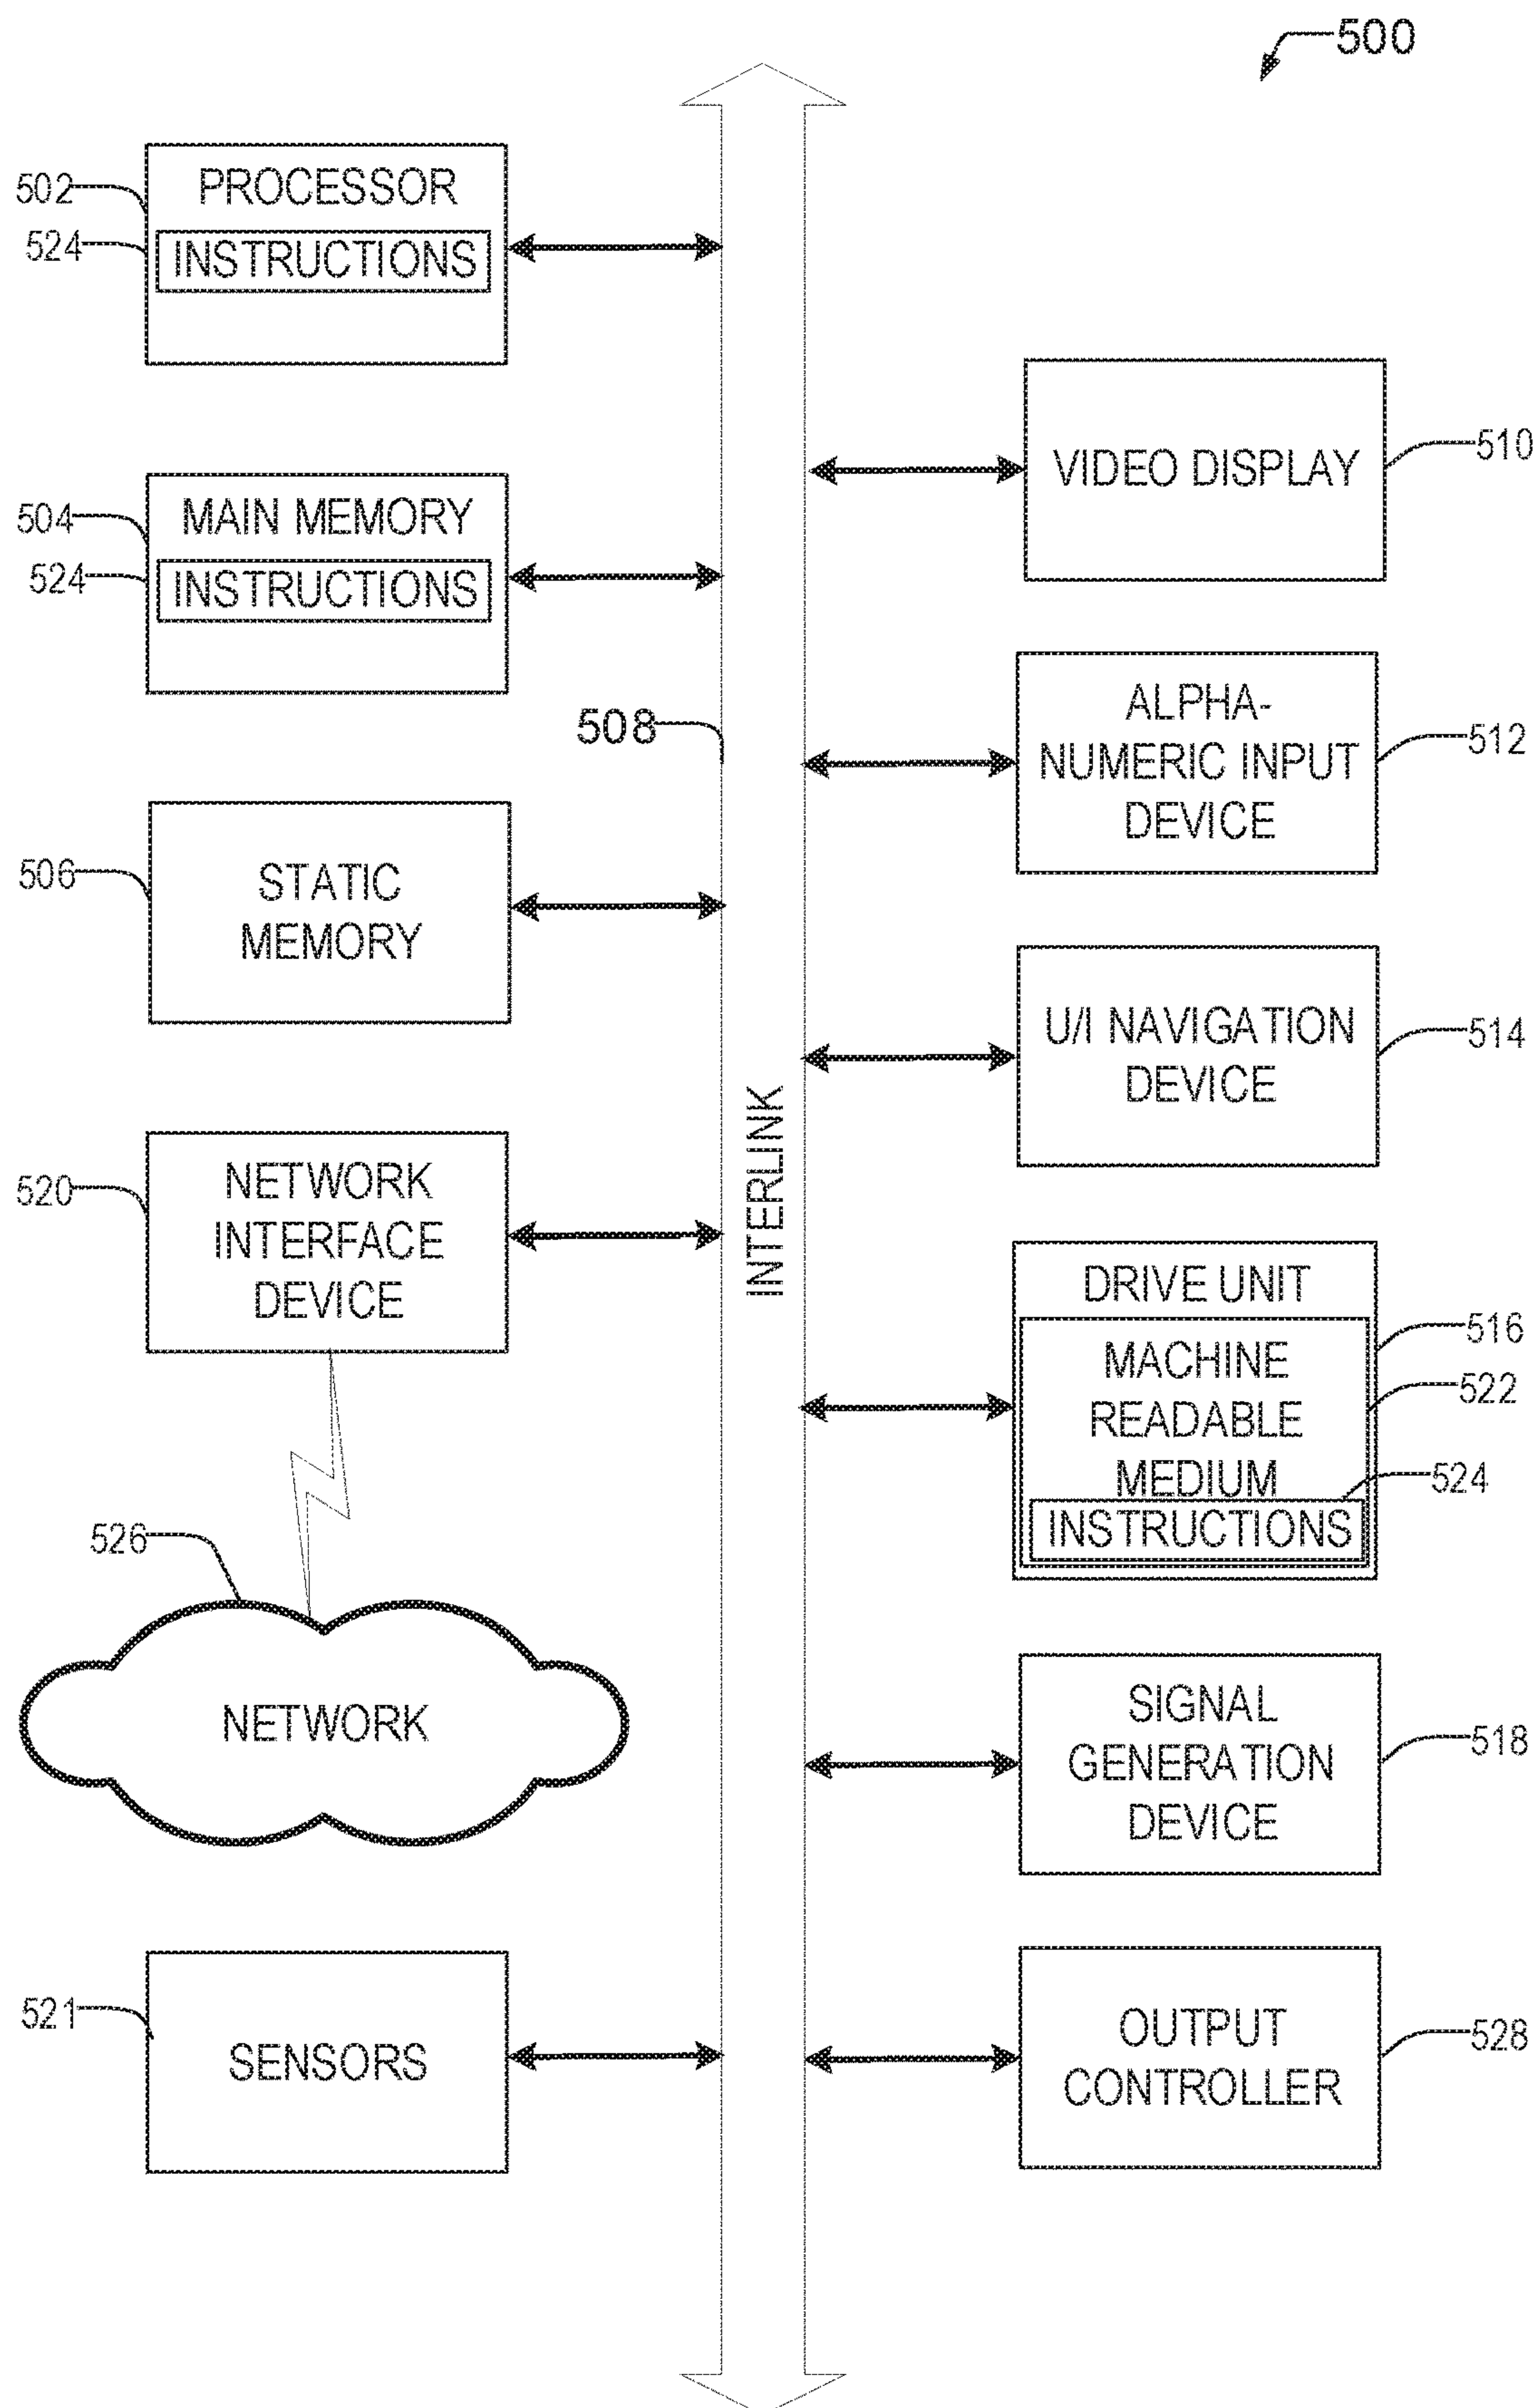 500
502
PROCESSOR
524
INSTRUCTIONS
504
MAIN MEMORY
524
INSTRUCTIONS
508
506
STATIC
MEMORY
520
NETWORK
INTERFACE
DEVICE
526
NETWORK
521
SENSORS
INTERLINK
VIDEO DISPLAY
510
ALPHA-
NUMERIC INPUT
DEVICE
512
U/I NAVIGATION
DEVICE
514
DRIVE UNIT
516
MACHINE
READABLE
MEDIUM
522
524
INSTRUCTIONS
SIGNAL
GENERATION
DEVICE
518
OUTPUT
CONTROLLER
528